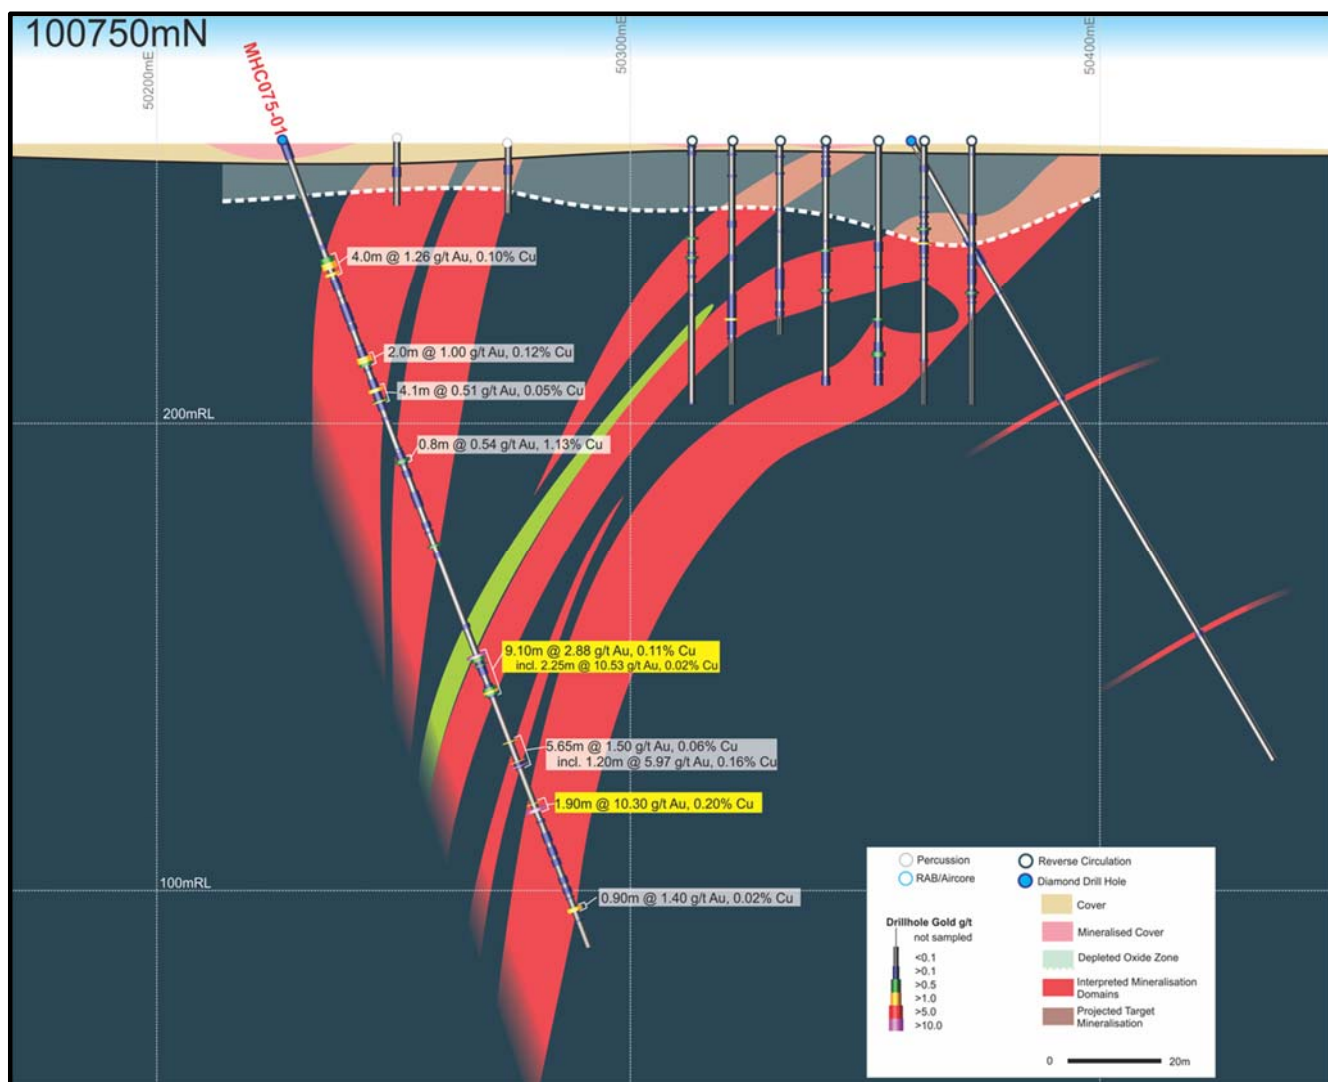 100750mN
50200mE
50300mE
50400mE
MHC075-01
4.0m @ 1.26 g/t Au, 0.10% Cu
2.0m @ 1.00 g/t Au, 0.12% Cu
4.1m @ 0.51 g/t Au, 0.05% Cu
200mRL
0.8m @ 0.54 g/t Au, 1.13% Cu
9.10m @ 2.88 g/t Au, 0.11% Cu
incl. 2.25m @ 10.53 g/t Au, 0.02% Cu
5.65m @ 1.50 g/t Au, 0.06% Cu
incl. 1.20m @ 5.97 g/t Au, 0.16% Cu
1.90m @ 10.30 g/t Au, 0.20% Cu
100mRL
0.90m @ 1.40 g/t Au, 0.02% Cu
Percussion
RAB/Aircore
Reverse Circulation
Diamond Drill Hole
Drillhole Gold g/t
not sampled
<0.1
>0.1
>0.5
>1.0
>5.0
>10.0
Cover
Mineralised Cover
Depleted Oxide Zone
Interpreted Mineralisation
Domains
Projected Target
Mineralisation
0 20m